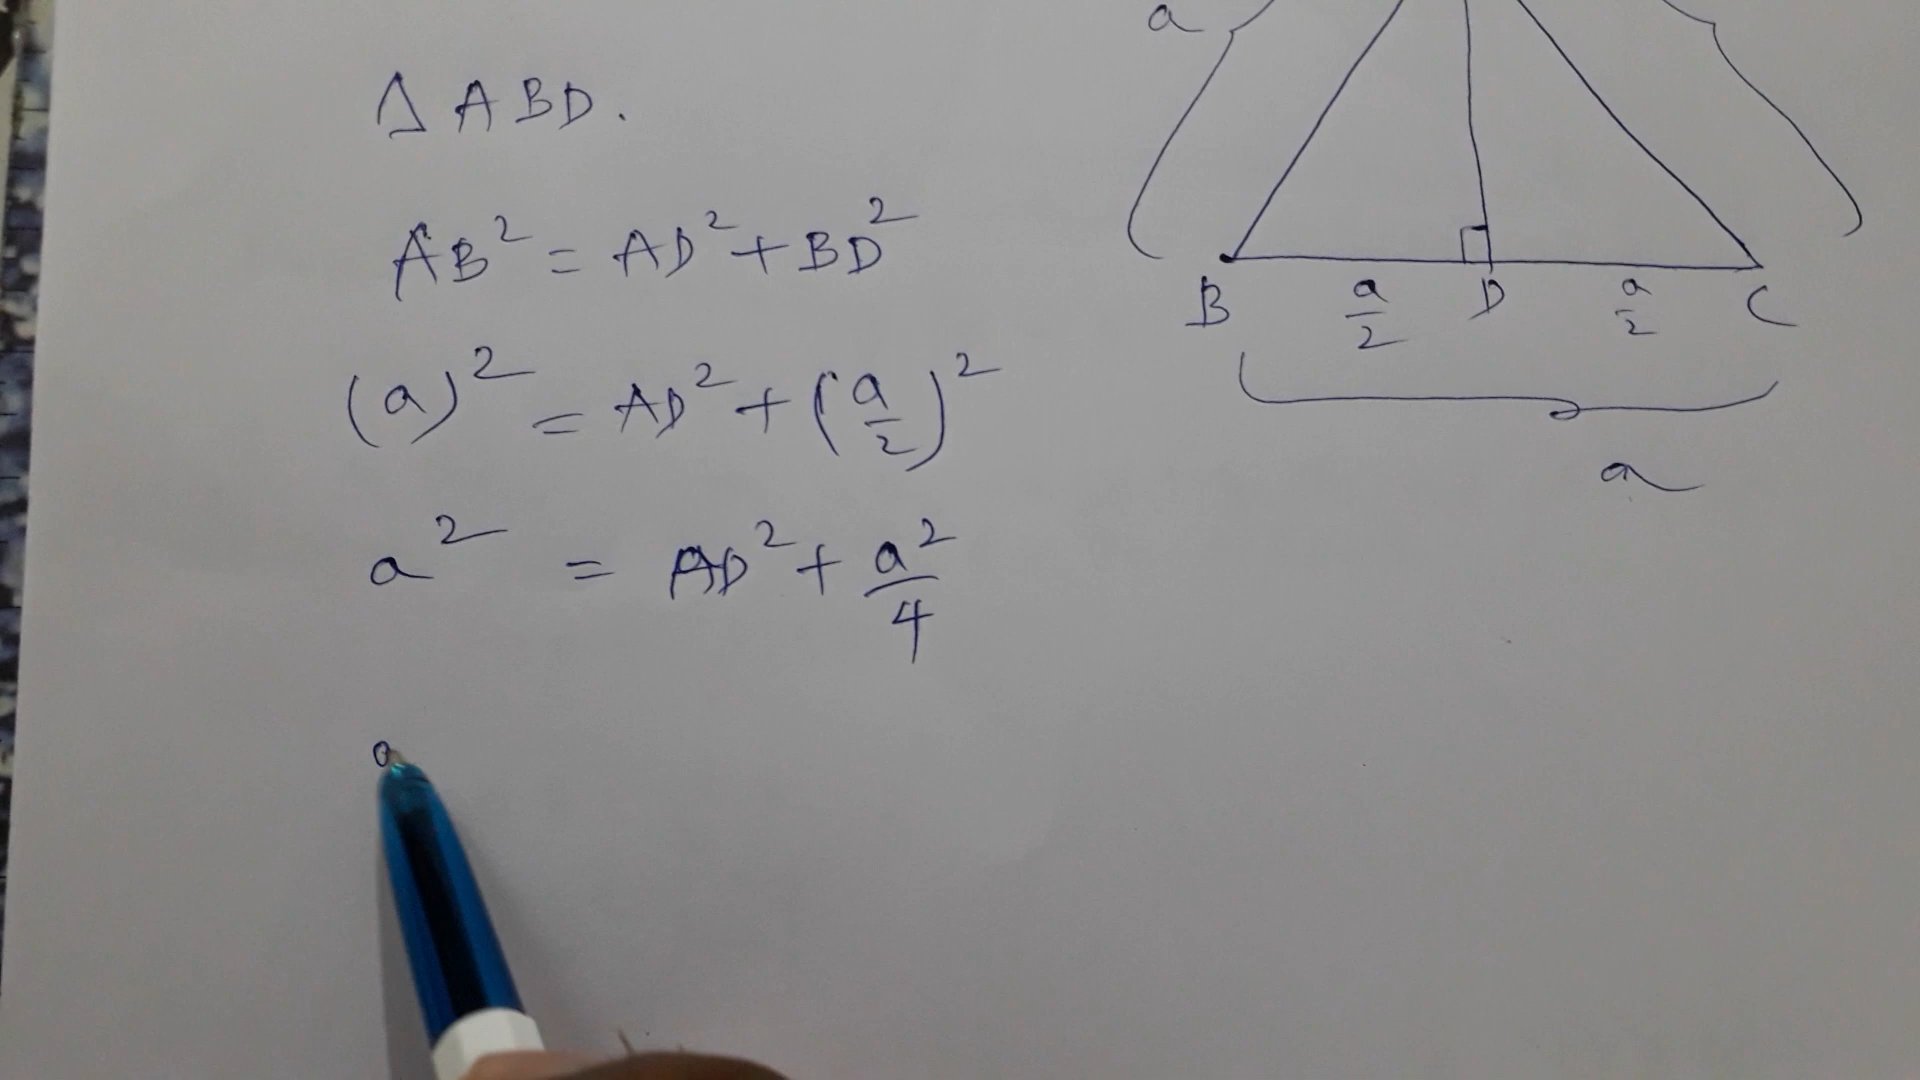 Δ ABD.
AB² = AD² + BD²
(a)² = AD² + (a/2)²
a² = AD² + a²/4
a
a
B a/2 D a/2 C
a